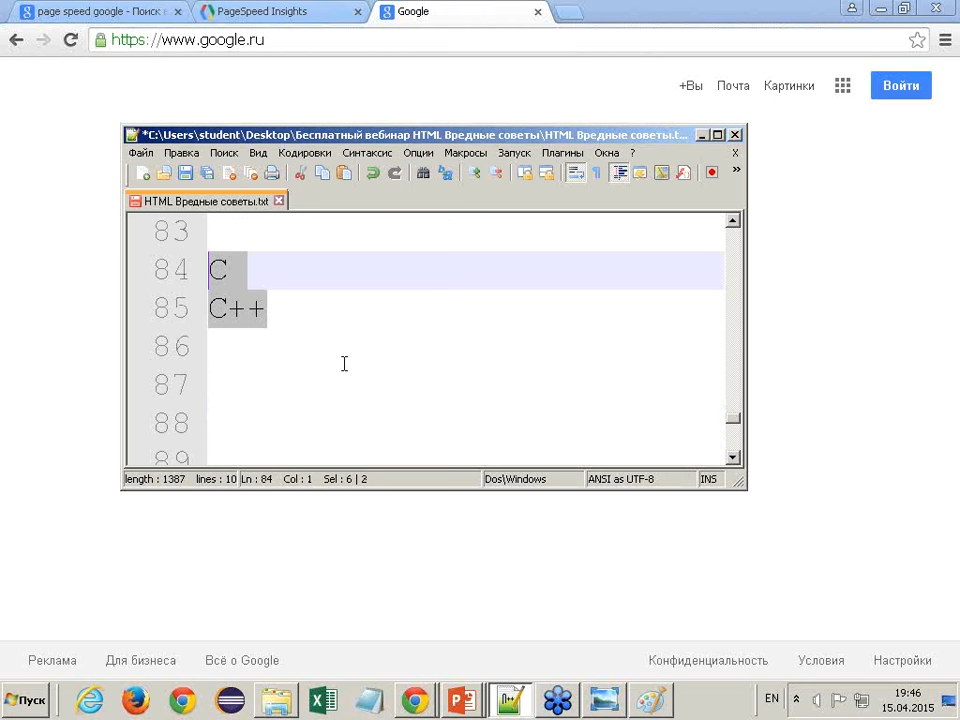 page speed google - Поиск в
PageSpeed Insights
Google
https://www.google.ru
+Вы Почта Картинки Войти
*C:\Users\student\Desktop\Бесплатный вебинар HTML Вредные советы\HTML Вредные советы.t...
Файл Правка Поиск Вид Кодировки Синтаксис Опции Макросы Запуск Плагины Окна ? X
HTML Вредные советы.txt
83
84 C
85 C++
86
87
88
89
length : 1387 lines : 10 Ln : 84 Col : 1 Sel : 6 | 2 Dos\Windows ANSI as UTF-8 INS
Реклама Для бизнеса Всё о Google Конфиденциальность Условия Настройки
Пуск EN 19:46
15.04.2015